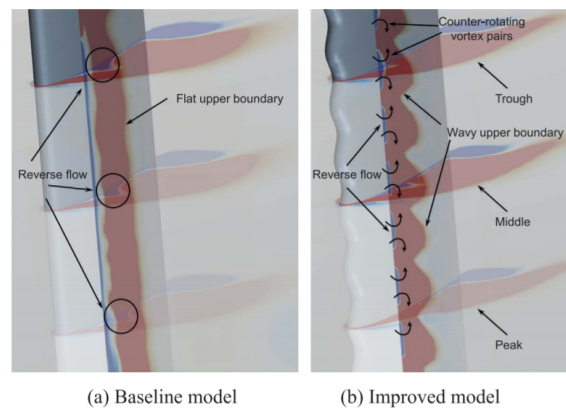 Flat upper boundary
Reverse flow
(a) Baseline model
Counter-rotating
vortex pairs
Trough
Wavy upper boundary
Reverse flow
Middle
Peak
(b) Improved model